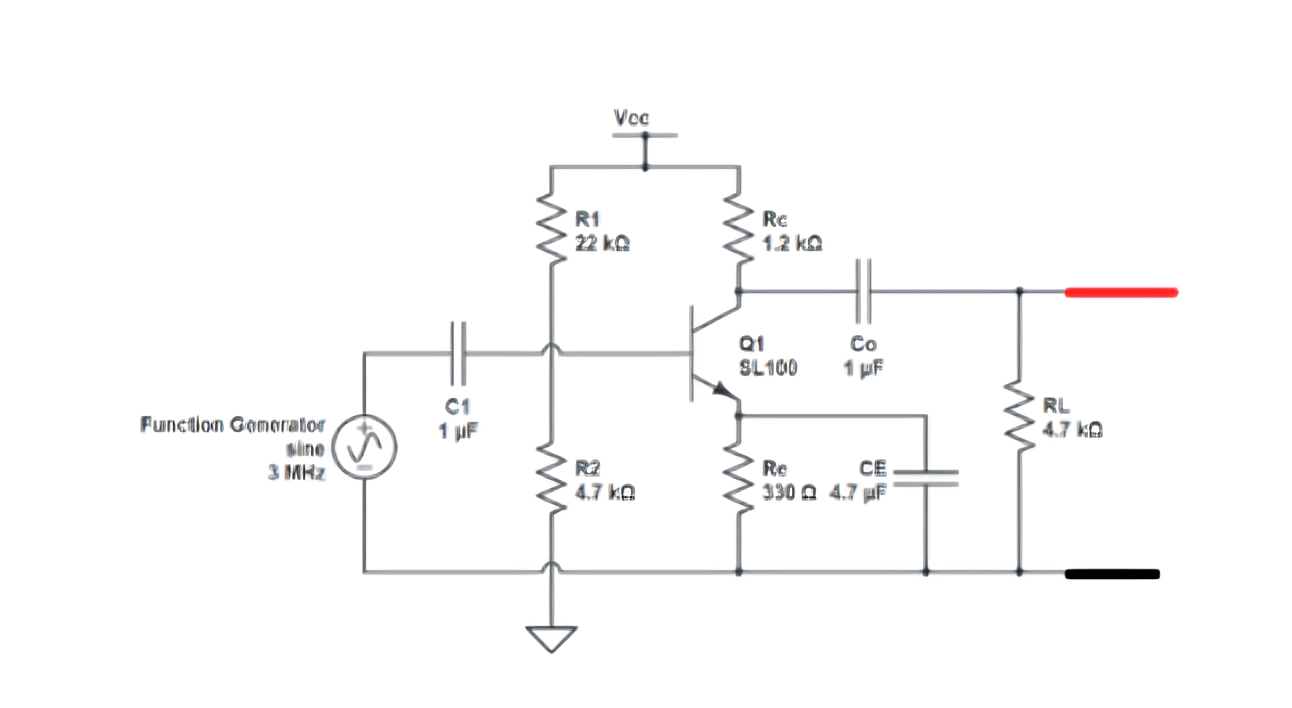 Vcc
R1
22 kΩ
Rc
1.2 kΩ
Q1
SL100
Co
1 µF
C1
1 µF
Function Generator
sine
3 MHz
RL
4.7 kΩ
R2
4.7 kΩ
Re
330 Ω
CE
4.7 µF